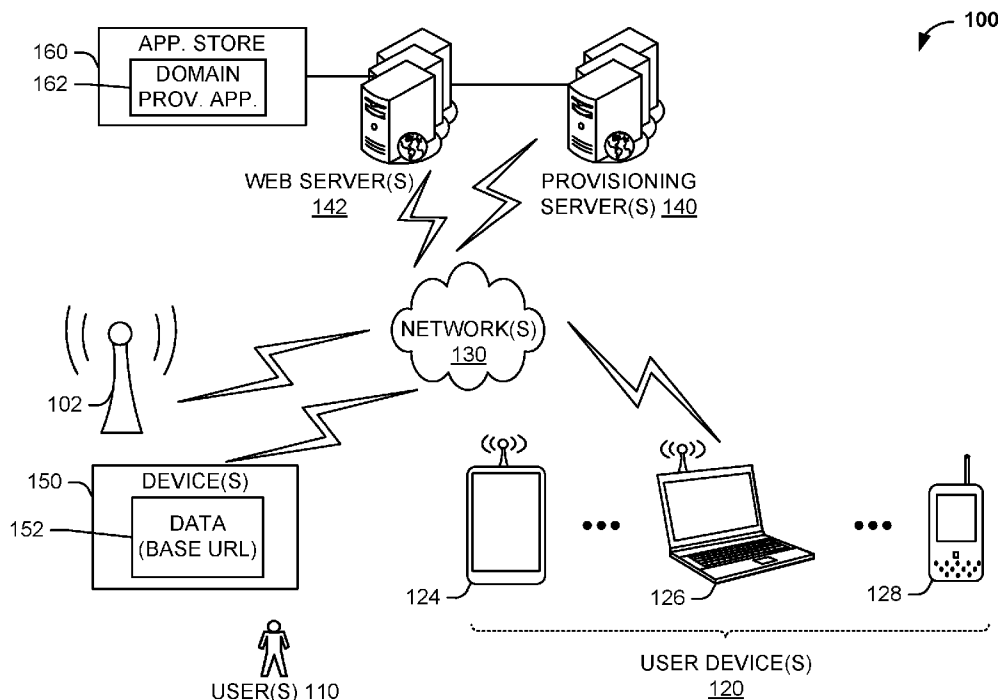 100
160
APP. STORE
162
DOMAIN
PROV. APP.
WEB SERVER(S)
142
PROVISIONING
SERVER(S) 140
NETWORK(S)
130
102
150
DEVICE(S)
152
DATA
(BASE URL)
124
126
128
USER(S) 110
USER DEVICE(S)
120